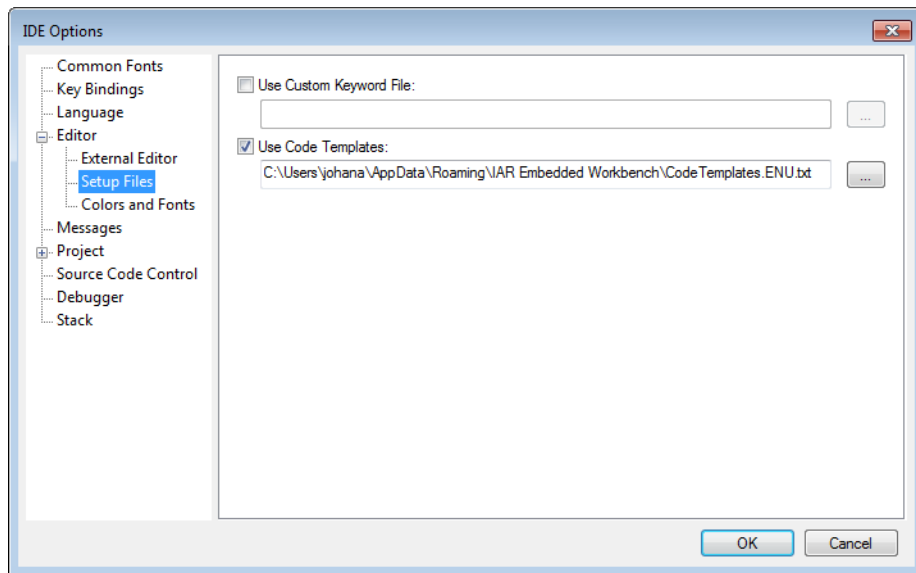 IDE Options
Common Fonts
Key Bindings
Language
Editor
External Editor
Setup Files
Colors and Fonts
Messages
Project
Source Code Control
Debugger
Stack
Use Custom Keyword File:
...
Use Code Templates:
C:\Users\johana\AppData\Roaming\IAR Embedded Workbench\CodeTemplates.ENU.txt
...
OK
Cancel